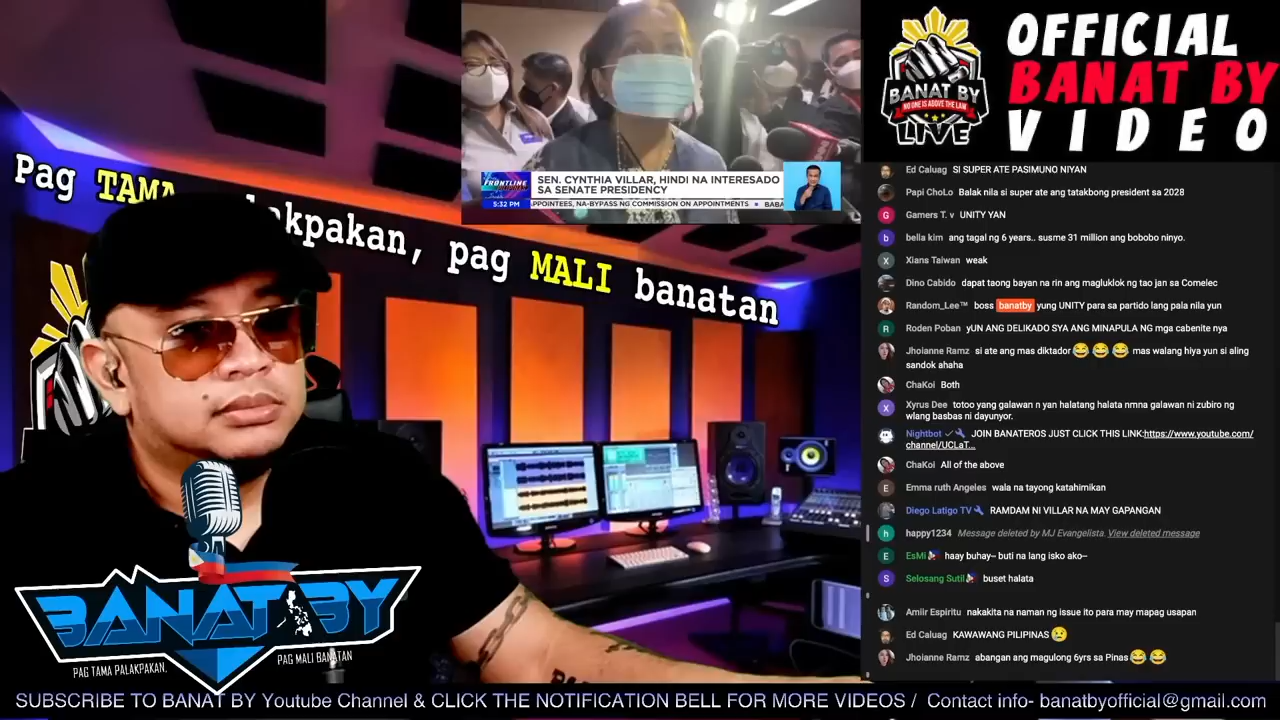 OFFICIAL
BANAT BY
VIDEO
BANAT BY
NO ONE IS ABOVE THE LAW
LIVE
Pag TAMA
kpakan, pag MALI banatan
SEN. CYNTHIA VILLAR, HINDI NA INTERESADO
SA SENATE PRESIDENCY
FRONTLINE
5:32 PM
PPOINTEES, NA-BYPASS NG COMMISSION ON APPOINTMENTS
BABA
Ed Caluag SI SUPER ATE PASIMUNO NIYAN
Papi ChoLo Balak nila si super ate ang tatakbong president sa 2028
G Gamers T. v UNITY YAN
b bella kim ang tagal ng 6 years.. susme 31 million ang bobobo ninyo.
X Xians Taiwan weak
Dino Cabido dapat taong bayan na rin ang magluklok ng tao jan sa Comelec
Random_Lee™ boss banatby yung UNITY para sa partido lang pala nila yun
R Roden Poban yUN ANG DELIKADO SYA ANG MINAPULA NG mga cabenite nya
Jhoianne Ramz si ate ang mas diktador😂😂😂 mas walang hiya yun si aling
sandok ahaha
ChaKoi Both
X Xyrus Dee totoo yang galawan n yan halatang halata nmna galawan ni zubiro ng
wlang basbas ni dayunyor.
Nightbot JOIN BANATEROS JUST CLICK THIS LINK:https://www.youtube.com/
channel/UCLaT...
ChaKoi All of the above
E Emma ruth Angeles wala na tayong katahimikan
Diego Latigo TV RAMDAM NI VILLAR NA MAY GAPANGAN
h happy1234 Message deleted by MJ Evangelista. View deleted message
E EsMi haay buhay-- buti na lang isko ako--
S Selosang Sutil buset halata
Amiir Espiritu nakakita na naman ng issue ito para may mapag usapan
Ed Caluag KAWAWANG PILIPINAS😢
Jhoianne Ramz abangan ang magulong 6yrs sa Pinas😂😂
BANAT BY
PAG TAMA PALAKPAKAN,
PAG MALI BANATAN
SUBSCRIBE TO BANAT BY Youtube Channel & CLICK THE NOTIFICATION BELL FOR MORE VIDEOS / Contact info- banatbyofficial@gmail.com